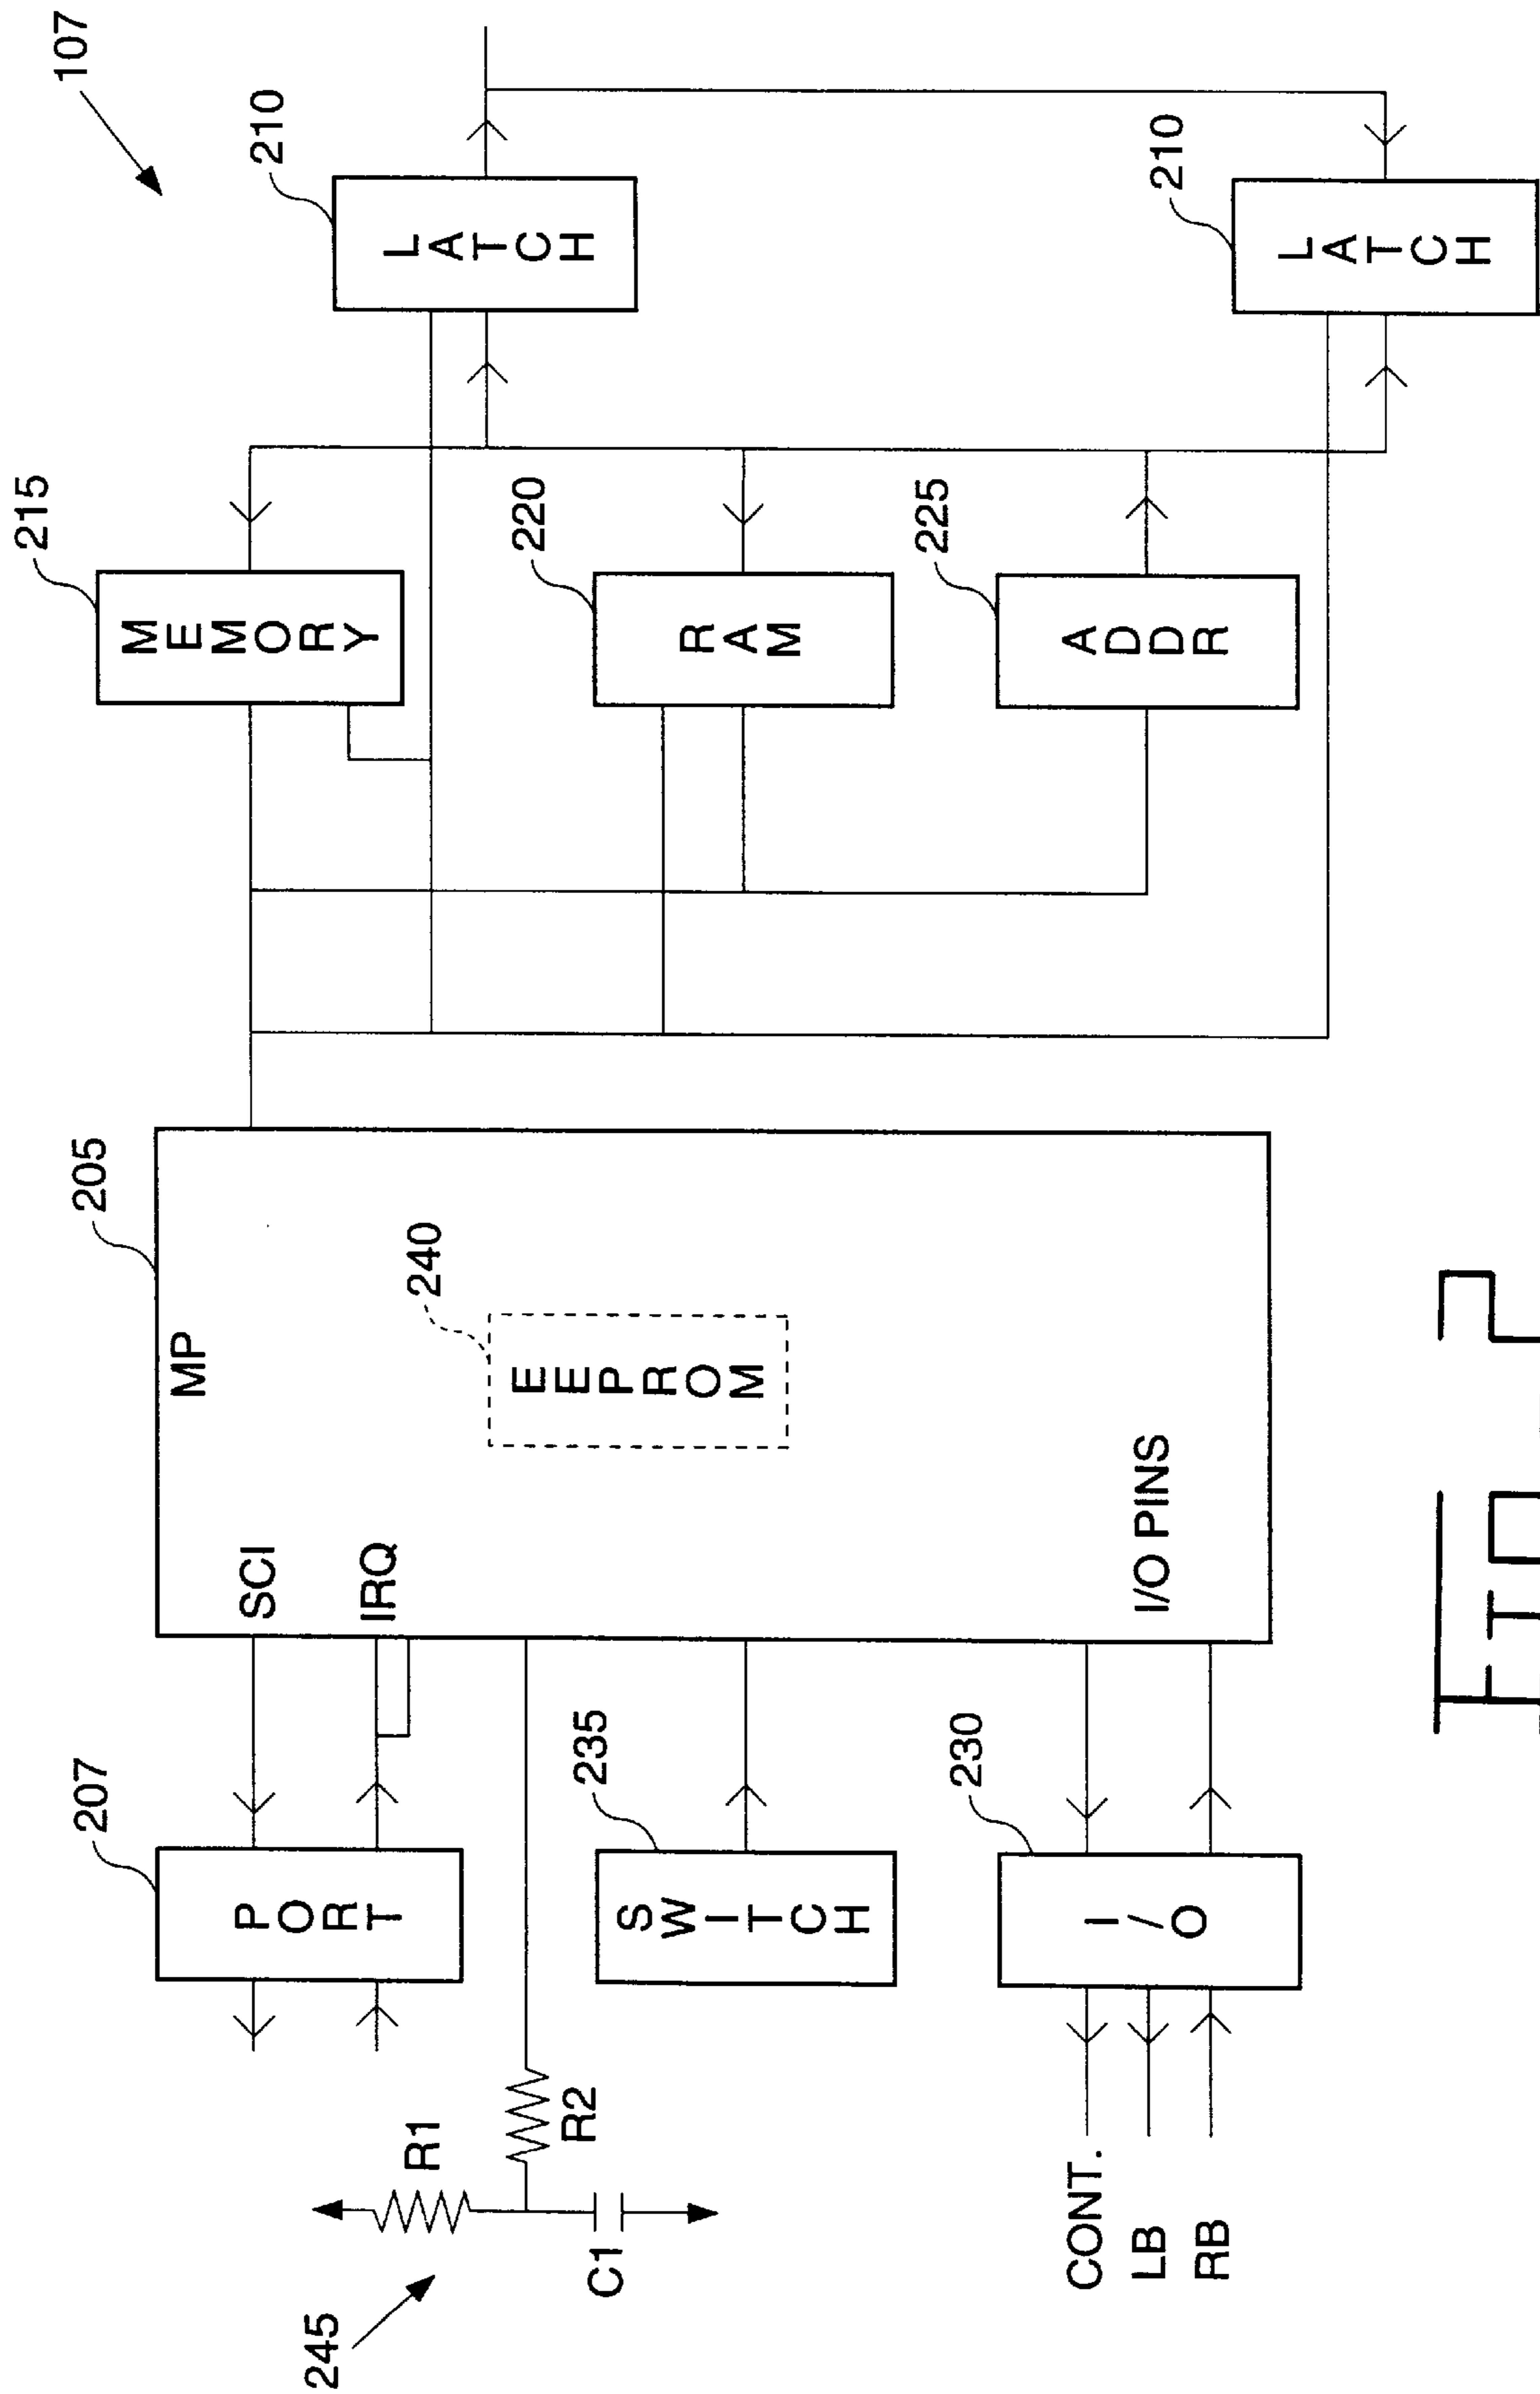 107
215
207
205
MP
MEMORY
210
LATCH
PORT
SCI
IRQ
245
R1
R2
C1
240
EEPROM
220
RAM
235
SWITCH
225
ADDR
230
I/O
I/O PINS
CONT.
LB
RB
210
LATCH